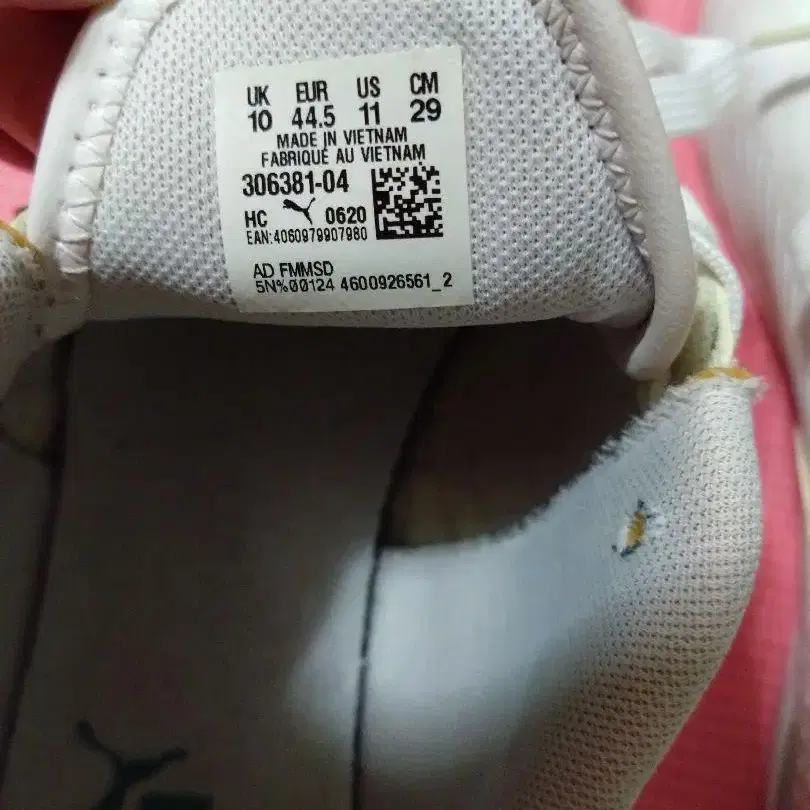 UK EUR US CM
10 44.5 11 29
MADE IN VIETNAM
FABRIQUÉ AU VIETNAM
306381-04
HC 0620
EAN:4060979907980
AD FMMSD
5N%00124 4600926561_2